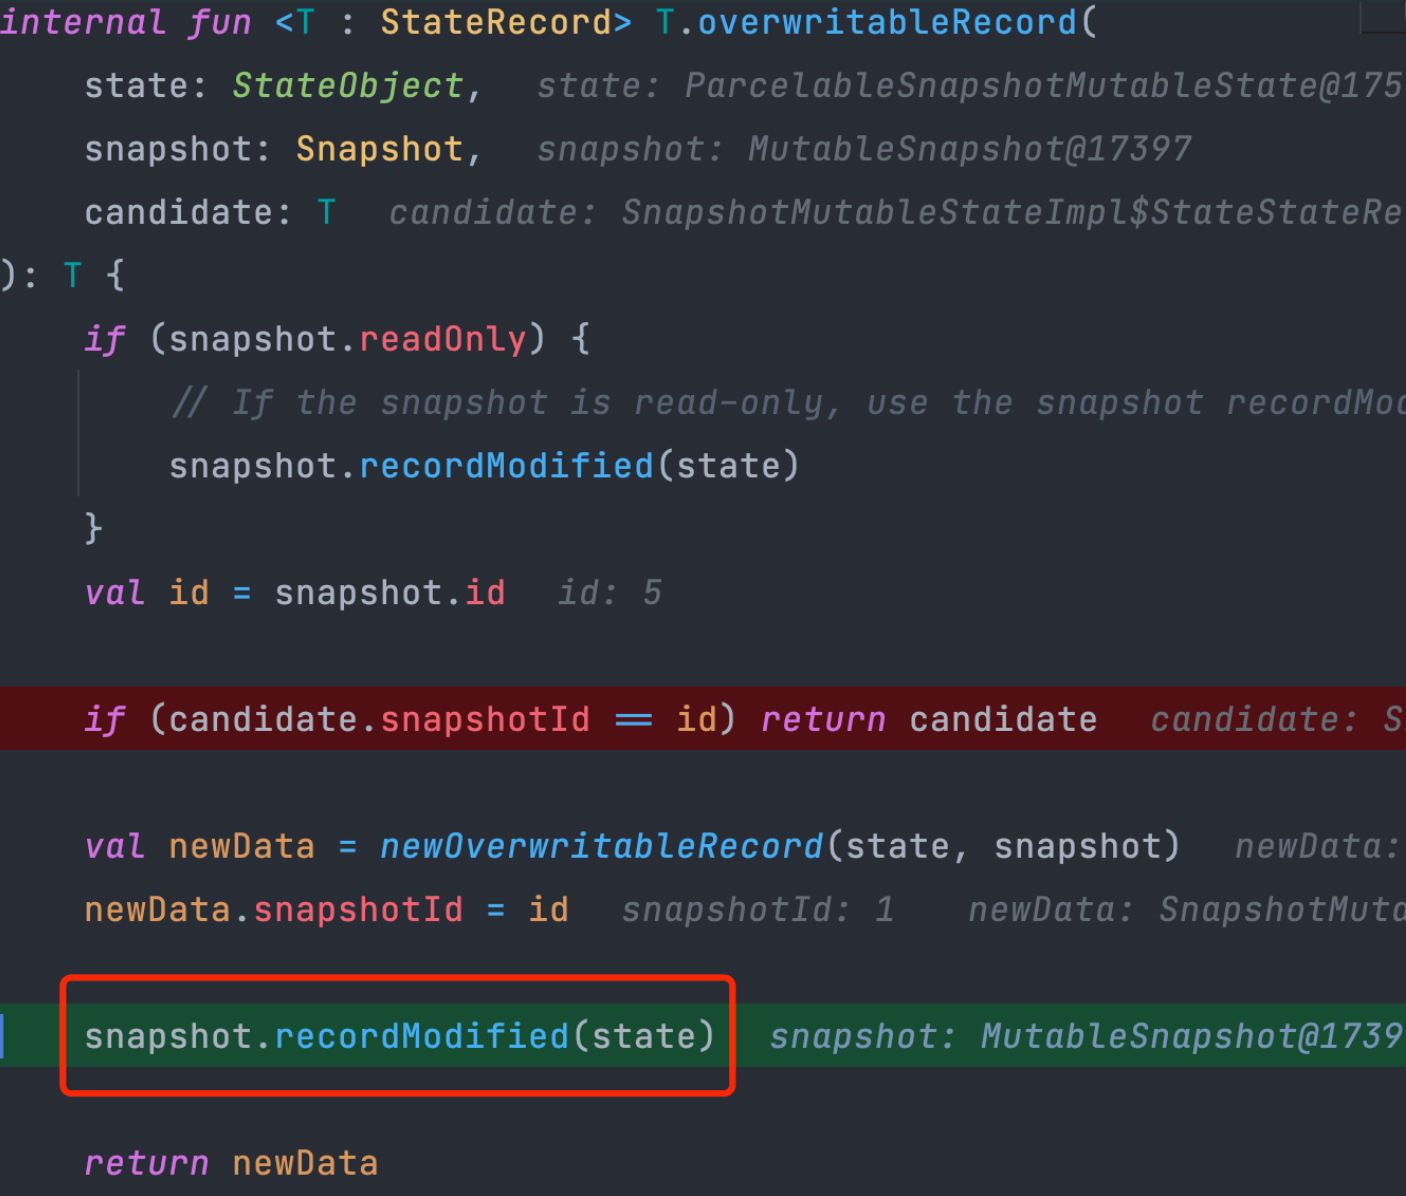 internal fun <T : StateRecord> T.overwritableRecord(
state: StateObject, state: ParcelableSnapshotMutableState@175
snapshot: Snapshot, snapshot: MutableSnapshot@17397
candidate: T candidate: SnapshotMutableStateImpl$StateStateRe
): T {
if (snapshot.readOnly) {
// If the snapshot is read-only, use the snapshot recordMod
snapshot.recordModified(state)
}
val id = snapshot.id id: 5
if (candidate.snapshotId == id) return candidate candidate: S
val newData = newOverwritableRecord(state, snapshot) newData:
newData.snapshotId = id snapshotId: 1 newData: SnapshotMuta
snapshot.recordModified(state) snapshot: MutableSnapshot@1739
return newData